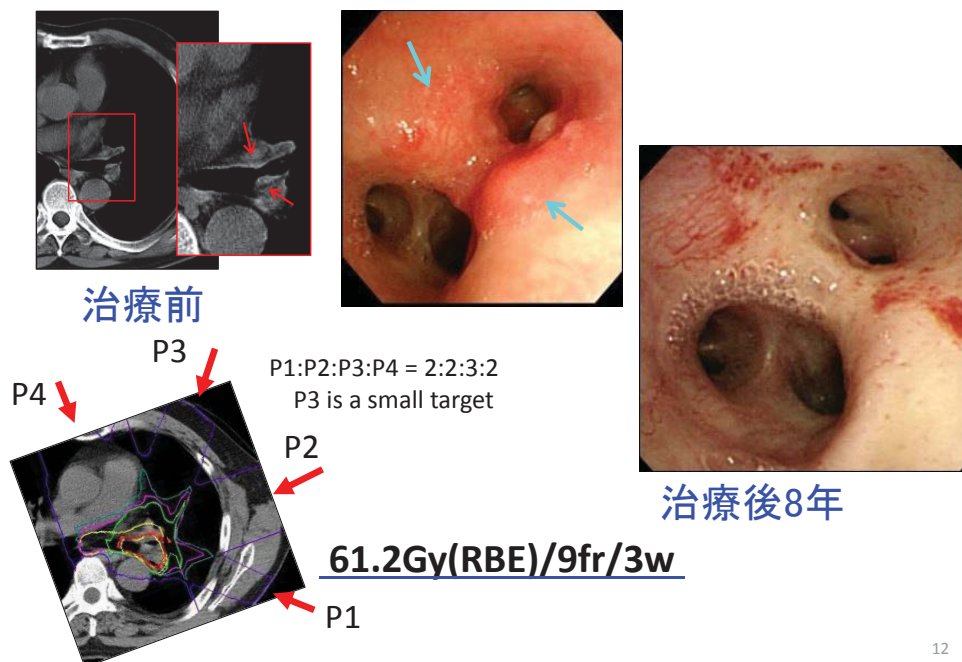 治療前
P3
P1:P2:P3:P4 = 2:2:3:2
P3 is a small target
P4
P2
治療後8年
61.2Gy(RBE)/9fr/3w
P1
12